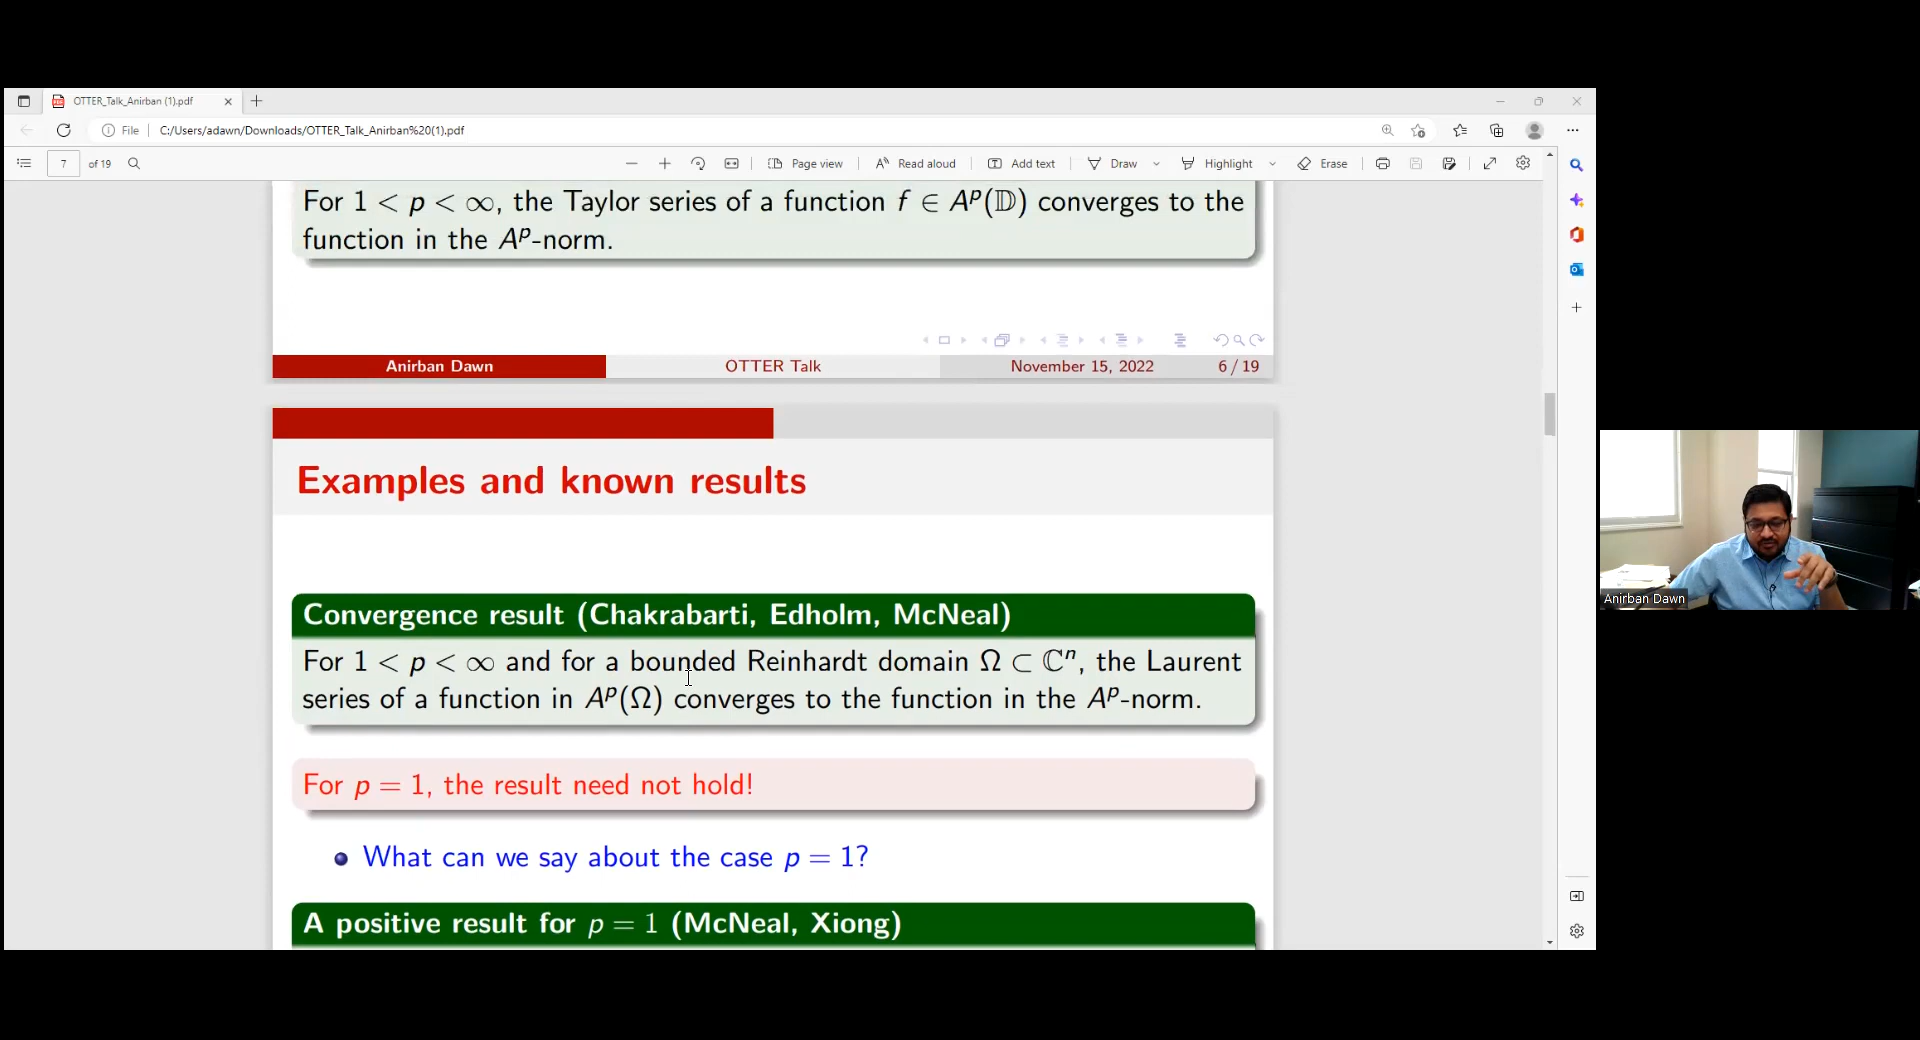 OTTER_Talk_Anirban (1).pdf
File C:/Users/adawn/Downloads/OTTER_Talk_Anirban%20(1).pdf
7 of 19 Page view Read aloud Add text Draw Highlight Erase
For 1 < p < ∞, the Taylor series of a function f ∈ Aᵖ(𝔻) converges to the
function in the Aᵖ-norm.
Anirban Dawn OTTER Talk November 15, 2022 6 / 19
Examples and known results
Convergence result (Chakrabarti, Edholm, McNeal)
For 1 < p < ∞ and for a bounded Reinhardt domain Ω ⊂ ℂⁿ, the Laurent
series of a function in Aᵖ(Ω) converges to the function in the Aᵖ-norm.
For p = 1, the result need not hold!
What can we say about the case p = 1?
A positive result for p = 1 (McNeal, Xiong)
Anirban Dawn